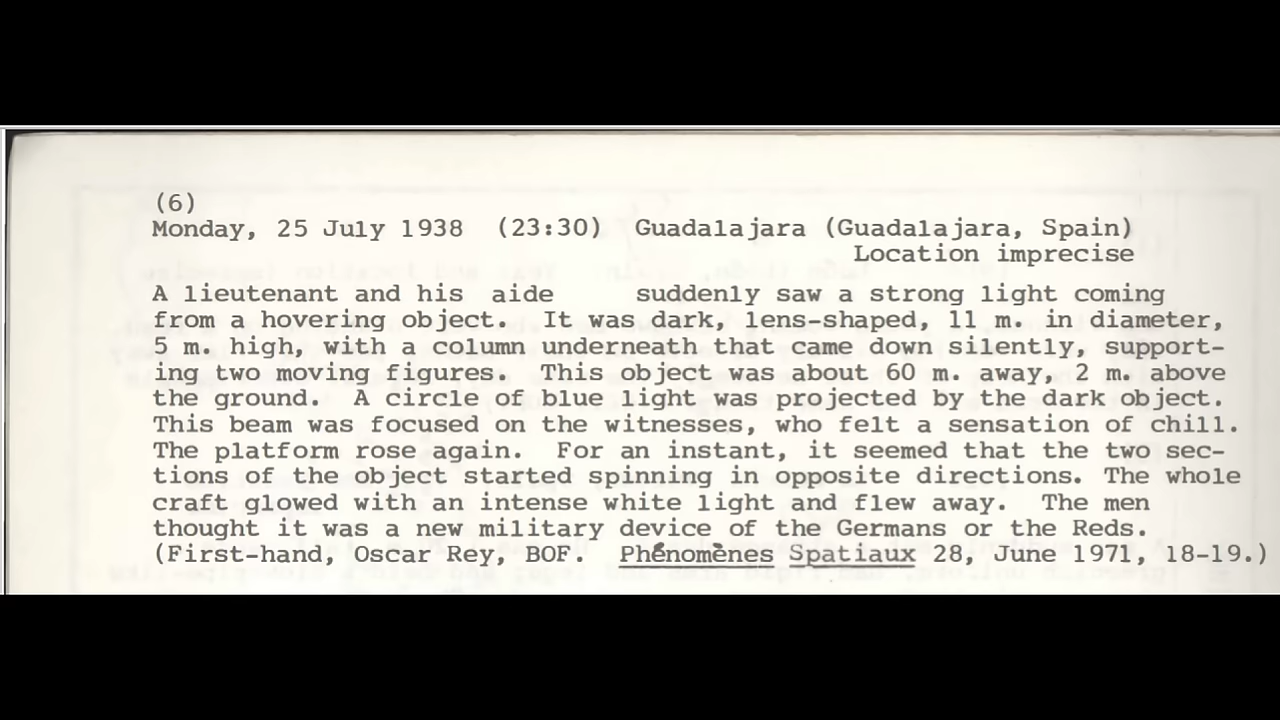 (6)
Monday, 25 July 1938 (23:30) Guadalajara (Guadalajara, Spain)
Location imprecise
A lieutenant and his aide suddenly saw a strong light coming
from a hovering object. It was dark, lens-shaped, 11 m. in diameter,
5 m. high, with a column underneath that came down silently, support-
ing two moving figures. This object was about 60 m. away, 2 m. above
the ground. A circle of blue light was projected by the dark object.
This beam was focused on the witnesses, who felt a sensation of chill.
The platform rose again. For an instant, it seemed that the two sec-
tions of the object started spinning in opposite directions. The whole
craft glowed with an intense white light and flew away. The men
thought it was a new military device of the Germans or the Reds.
(First-hand, Oscar Rey, BOF. Phénomènes Spatiaux 28, June 1971, 18-19.)